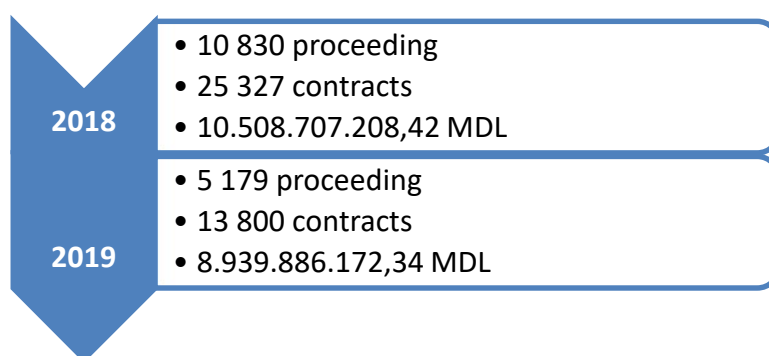 2018
• 10 830 proceeding
• 25 327 contracts
• 10.508.707.208,42 MDL
2019
• 5 179 proceeding
• 13 800 contracts
• 8.939.886.172,34 MDL